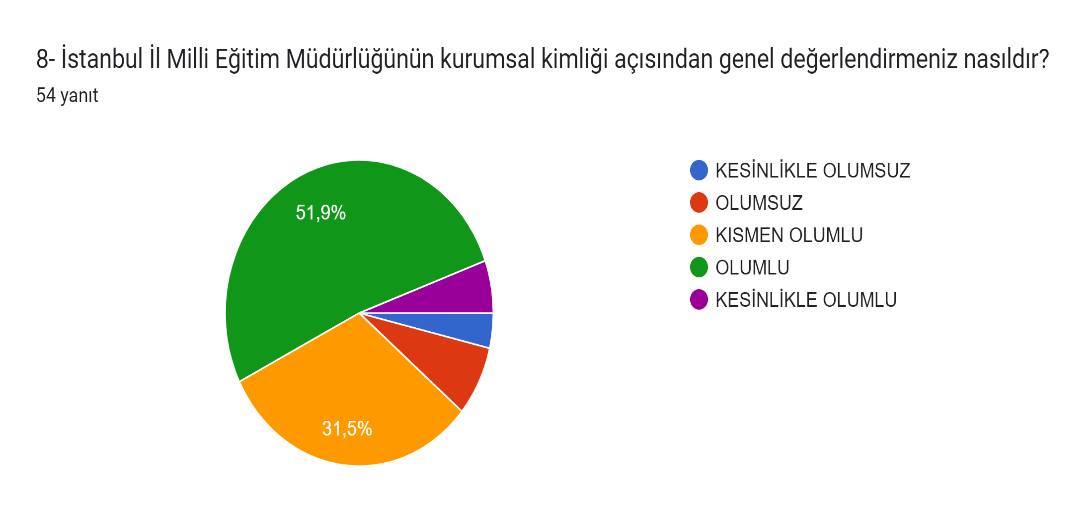 8- İstanbul İl Milli Eğitim Müdürlüğünün kurumsal kimliği açısından genel değerlendirmeniz nasıldır?
54 yanıt
KESİNLİKLE OLUMSUZ
OLUMSUZ
KISMEN OLUMLU
OLUMLU
KESİNLİKLE OLUMLU
51,9%
31,5%